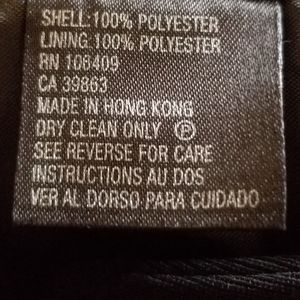 SHELL:100% POLYESTER
LINING:100% POLYESTER
RN 106409
CA 39863
MADE IN HONG KONG
DRY CLEAN ONLY Ⓟ
SEE REVERSE FOR CARE
INSTRUCTIONS AU DOS
VER AL DORSO PARA CUIDADO